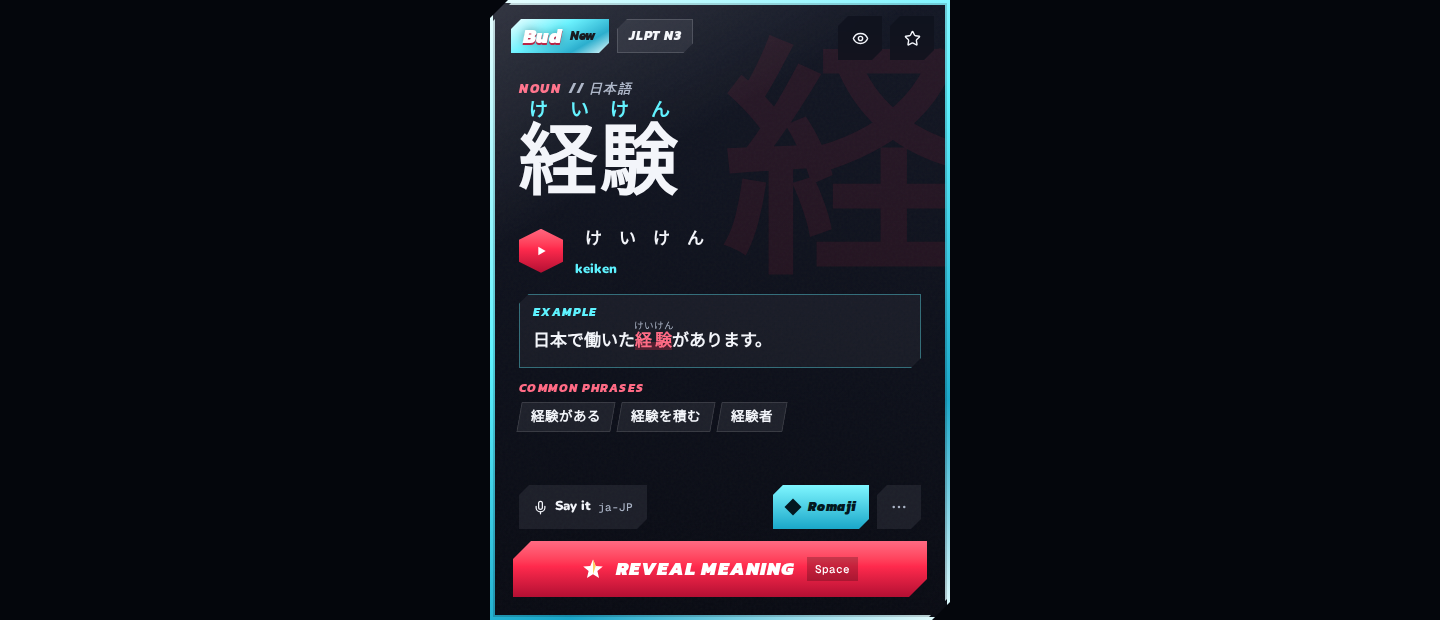 Bud New JLPT N3
NOUN // 日本語
けいけん
経験
けいけん
keiken
EXAMPLE
けいけん
日本で働いた経験があります。
COMMON PHRASES
経験がある 経験を積む 経験者
Say it ja-JP Romaji ...
REVEAL MEANING Space
経